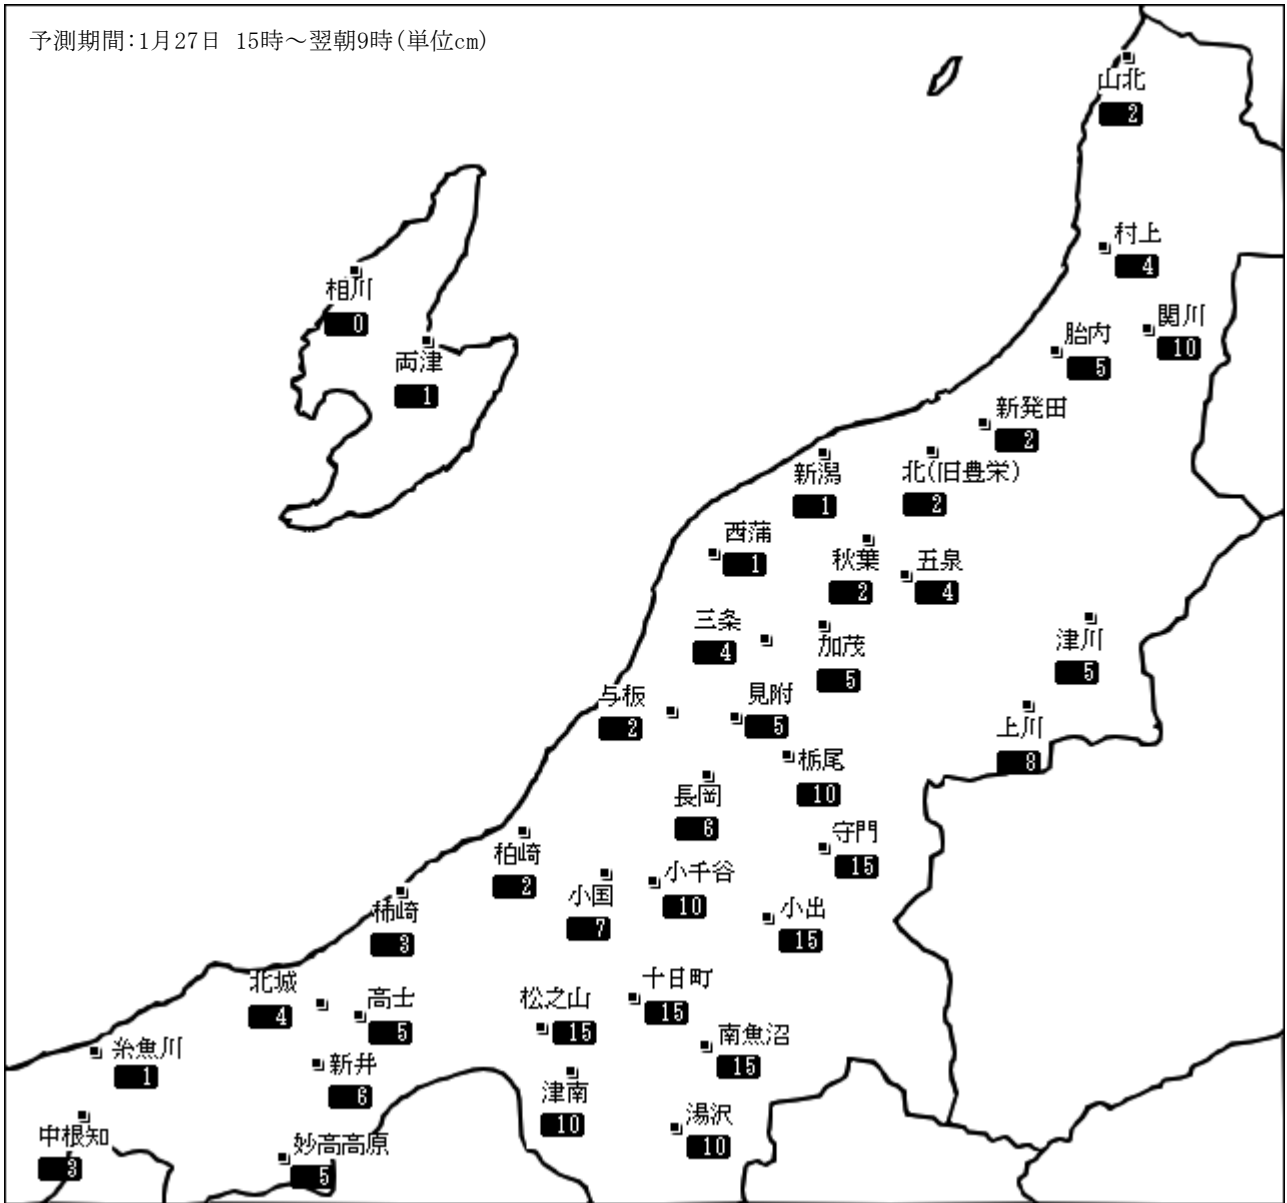 予測期間:1月27日 15時～翌朝9時(単位cm)
山北
2
村上
4
相川
0
関川
10
胎内
5
両津
1
新発田
2
新潟
1
北(旧豊栄)
2
西蒲
1
秋葉
2
五泉
4
三条
4
加茂
5
津川
5
与板
2
見附
5
上川
8
栃尾
10
長岡
6
守門
15
柏崎
2
小国
7
小千谷
10
小出
15
柿崎
3
北城
4
高士
5
松之山
15
十日町
15
南魚沼
15
糸魚川
1
新井
6
津南
10
湯沢
10
中根知
3
妙高高原
5